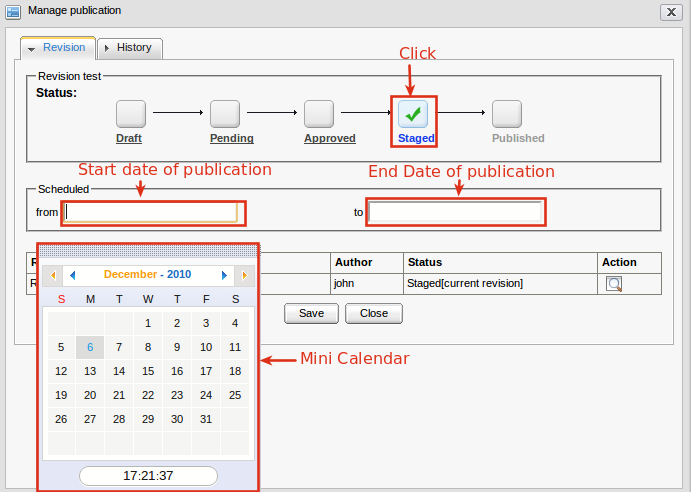 Manage publication
Revision History
Click
Revision test
Status:
Draft Pending Approved Staged Published
Start date of publication End Date of publication
Scheduled
from to
Author Status Action
john Staged[current revision]
December - 2010
S M T W T F S
1 2 3 4
5 6 7 8 9 10 11
12 13 14 15 16 17 18
19 20 21 22 23 24 25
26 27 28 29 30 31
17:21:37
Save Close
Mini Calendar